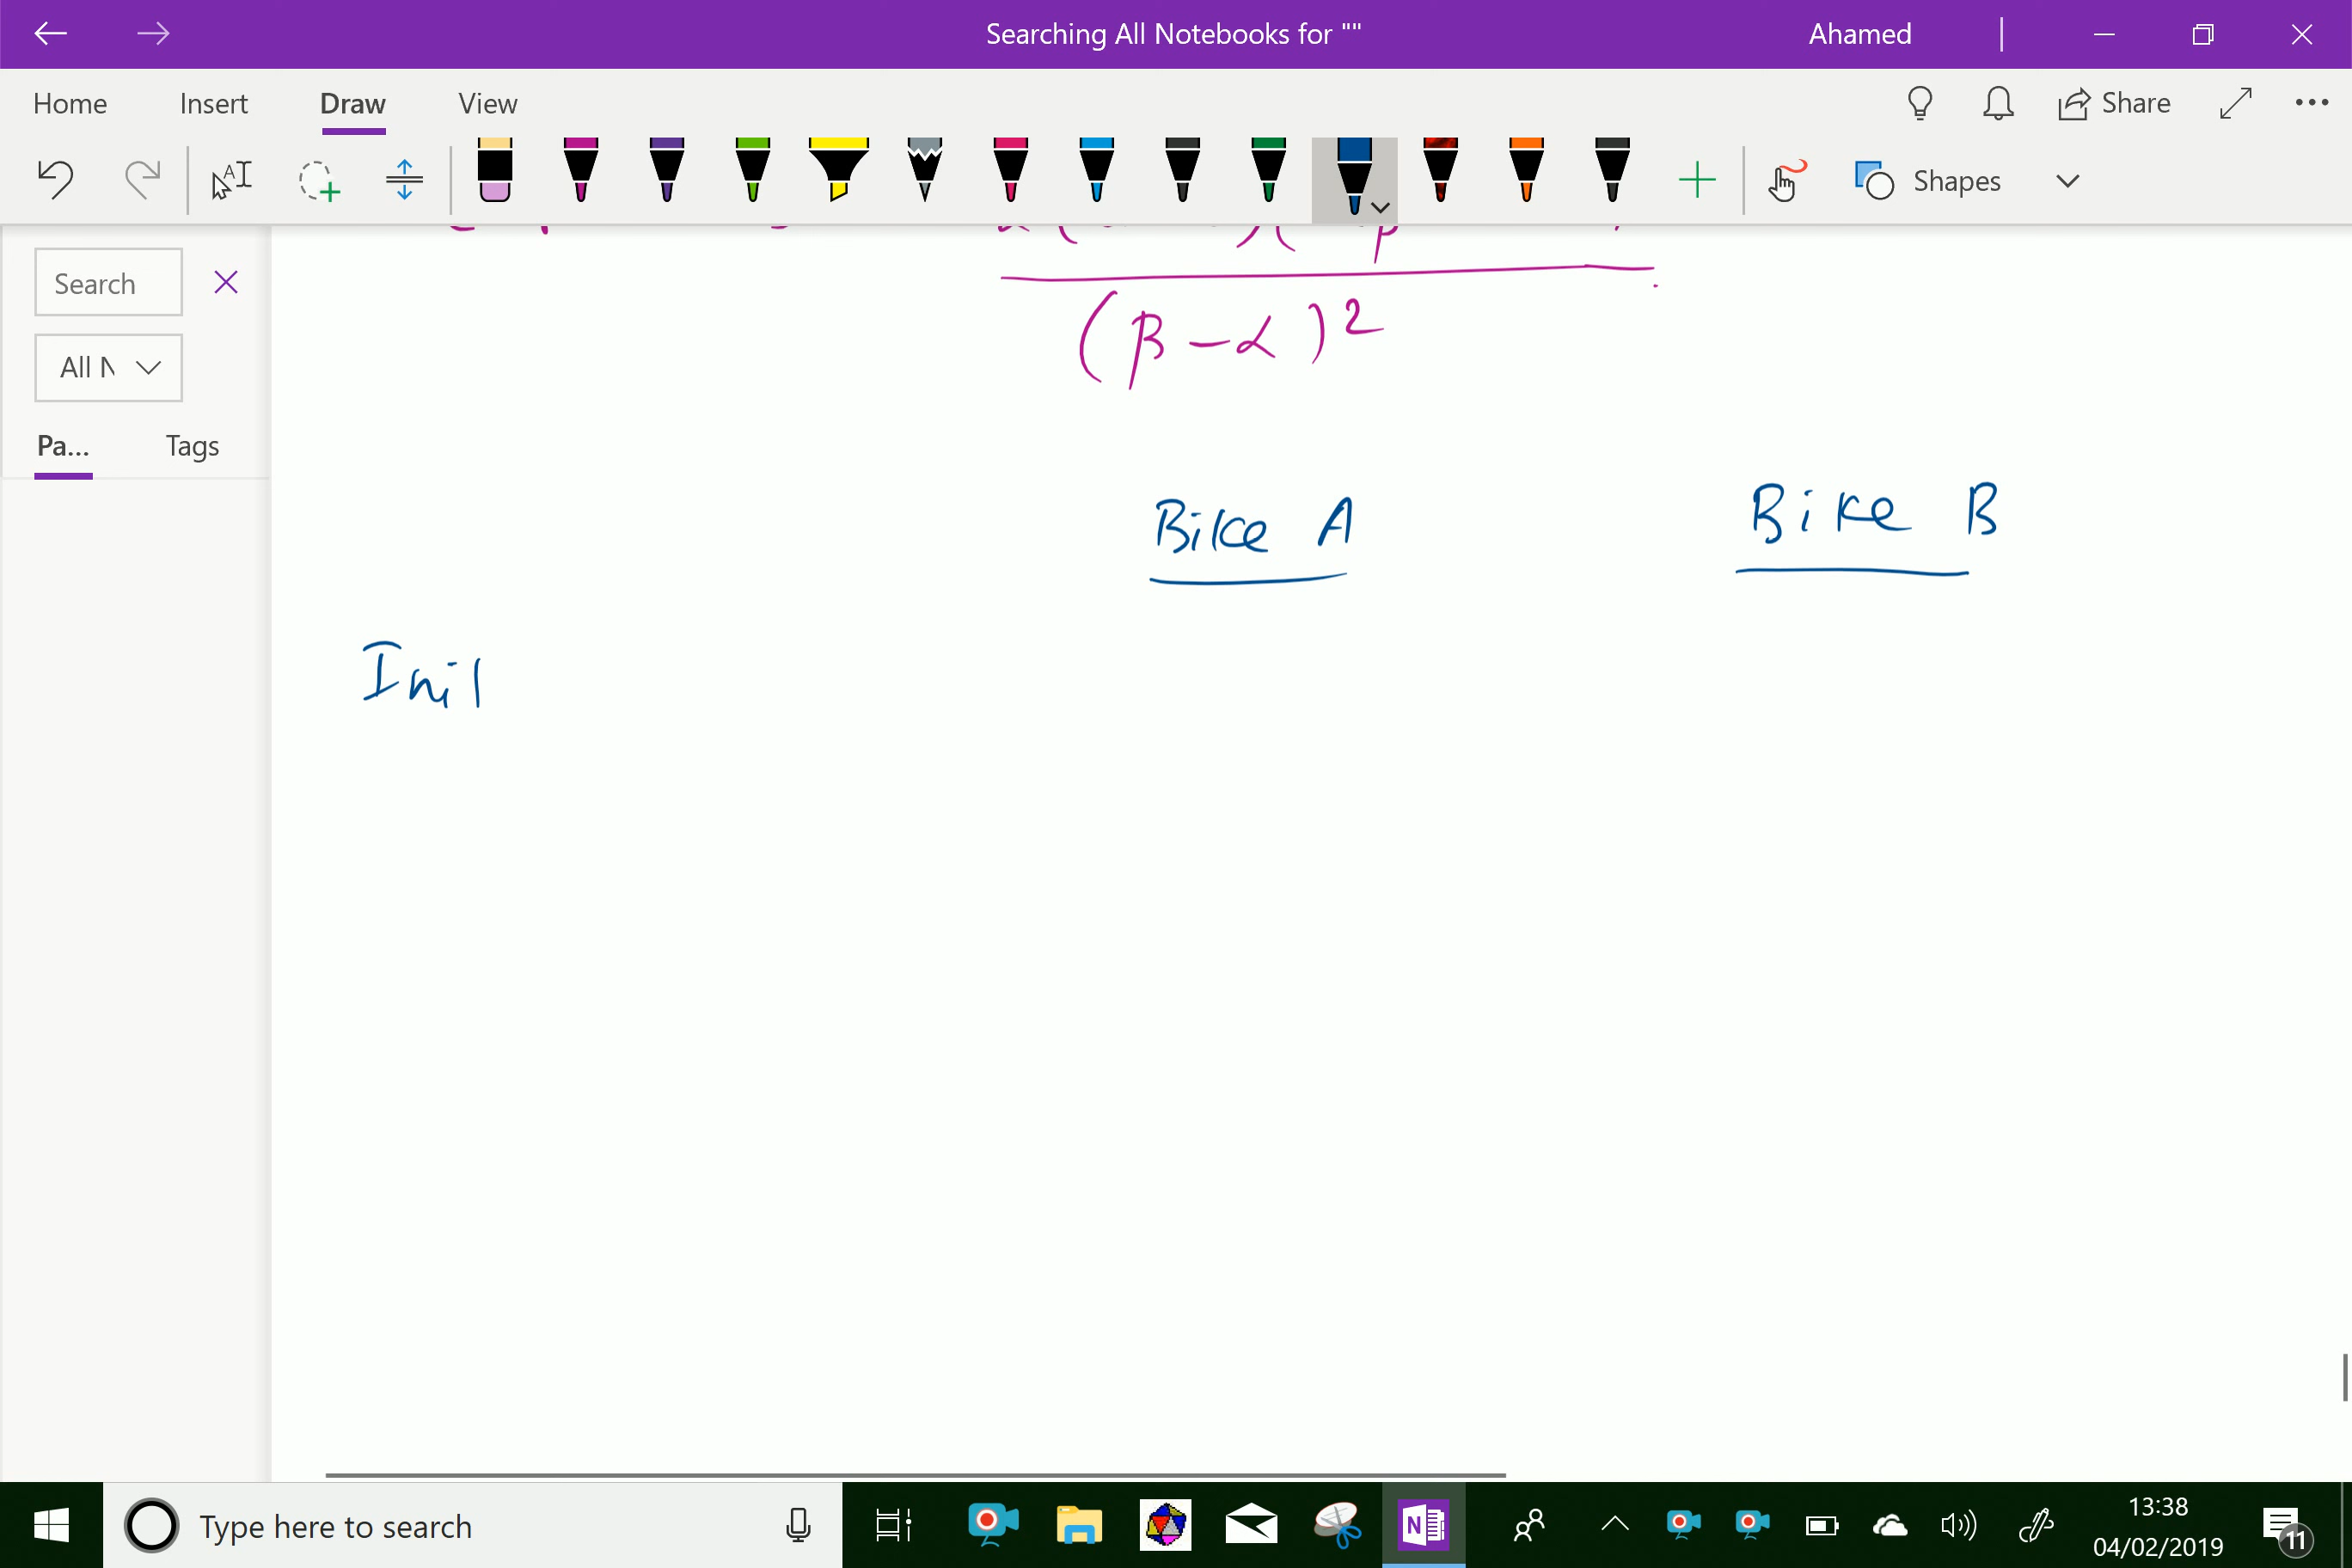 Searching All Notebooks for ""
Ahamed
Home Insert Draw View
Share
Shapes
Search
All N
Pa... Tags
(β-α)²
Bike A Bike B
Ini
Type here to search
13:38
04/02/2019
11